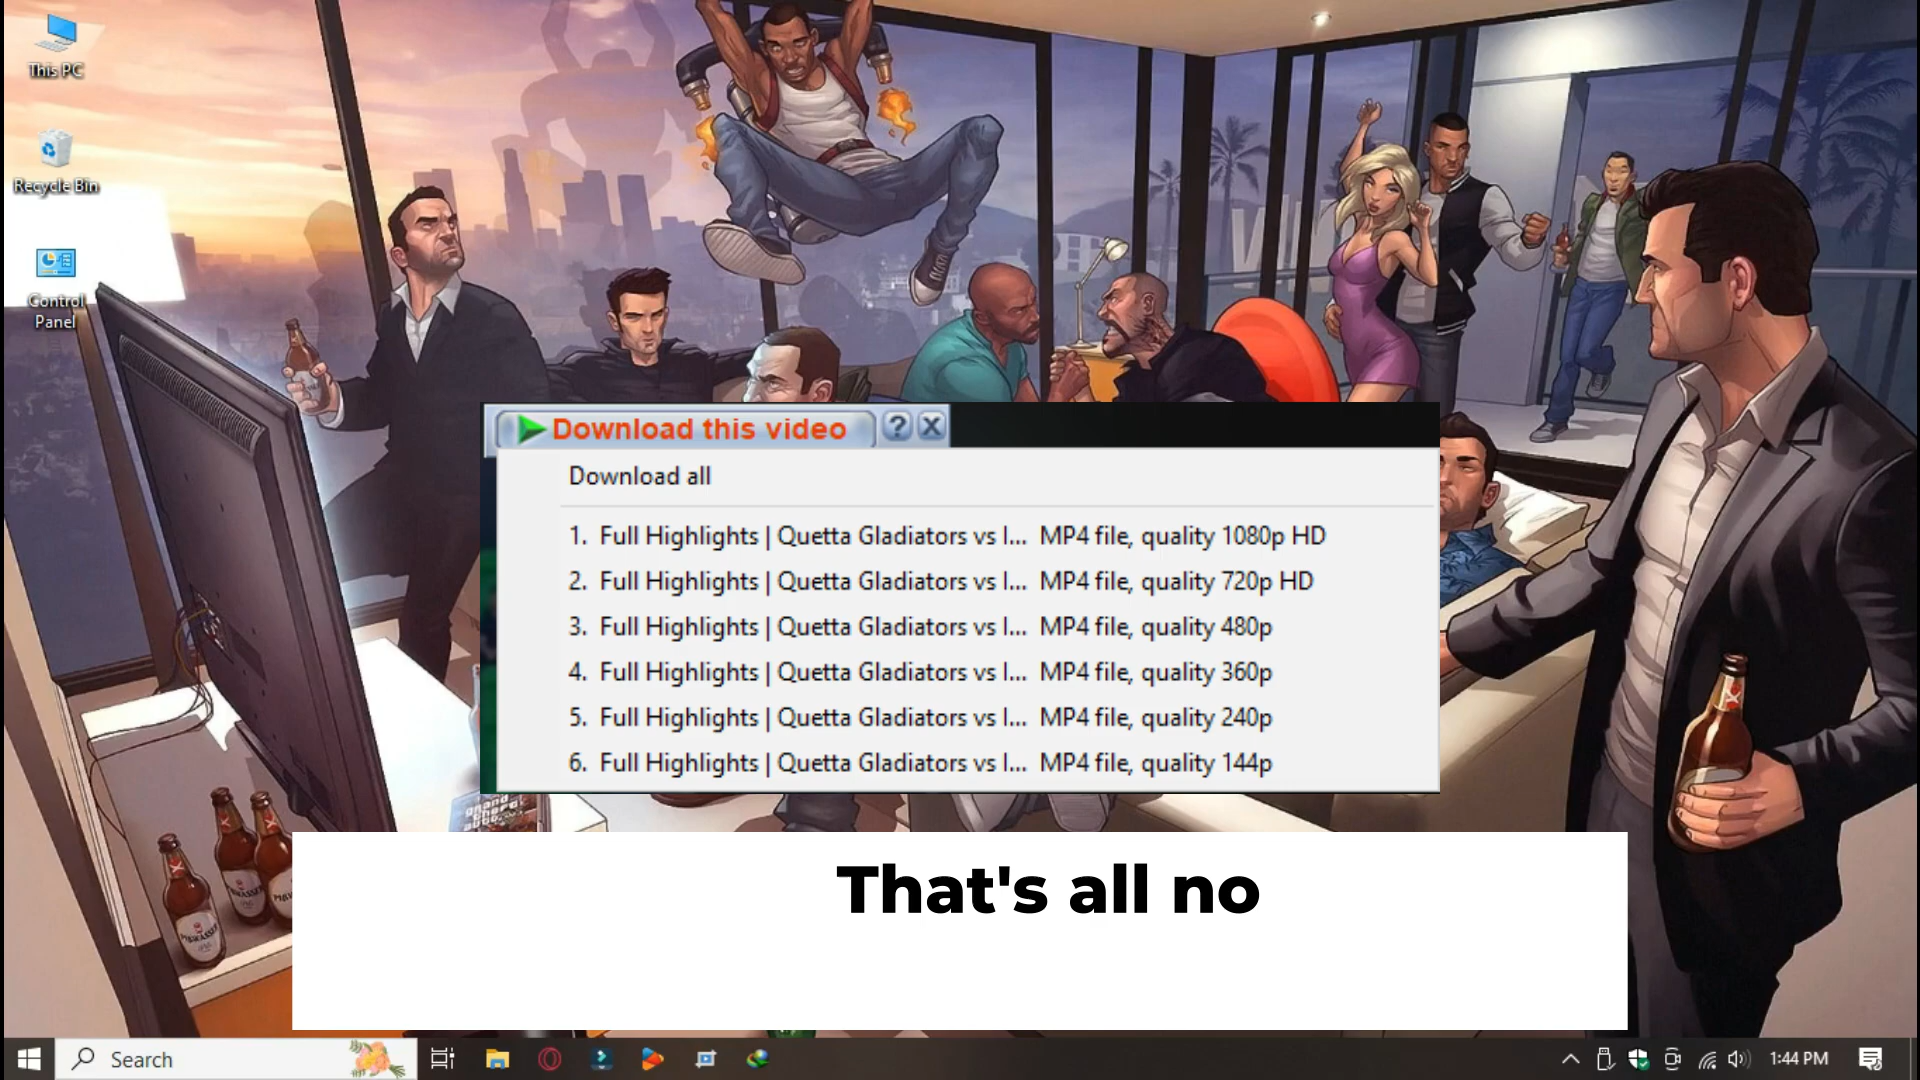 This PC
Recycle Bin
Control
Panel
Download this video ? X
Download all
1. Full Highlights | Quetta Gladiators vs I... MP4 file, quality 1080p HD
2. Full Highlights | Quetta Gladiators vs I... MP4 file, quality 720p HD
3. Full Highlights | Quetta Gladiators vs I... MP4 file, quality 480p
4. Full Highlights | Quetta Gladiators vs I... MP4 file, quality 360p
5. Full Highlights | Quetta Gladiators vs I... MP4 file, quality 240p
6. Full Highlights | Quetta Gladiators vs I... MP4 file, quality 144p
grand
theft
auto
That's all no
Search
1:44 PM